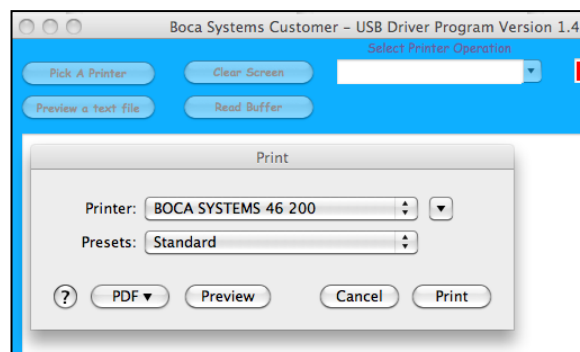 Boca Systems Customer – USB Driver Program Version 1.4
Select Printer Operation
Pick A Printer
Clear Screen
Preview a text file
Read Buffer
Print
Printer: BOCA SYSTEMS 46 200
Presets: Standard
? PDF▼ Preview Cancel Print